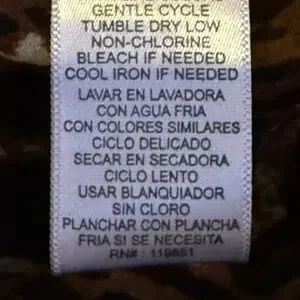 GENTLE CYCLE
TUMBLE DRY LOW
NON-CHLORINE
BLEACH IF NEEDED
COOL IRON IF NEEDED
LAVAR EN LAVADORA
CON AGUA FRIA
CON COLORES SIMILARES
CICLO DELICADO
SECAR EN SECADORA
CICLO LENTO
USAR BLANQUIADOR
SIN CLORO
PLANCHAR CON PLANCHA
FRIA SI SE NECESITA
RN# : 119851